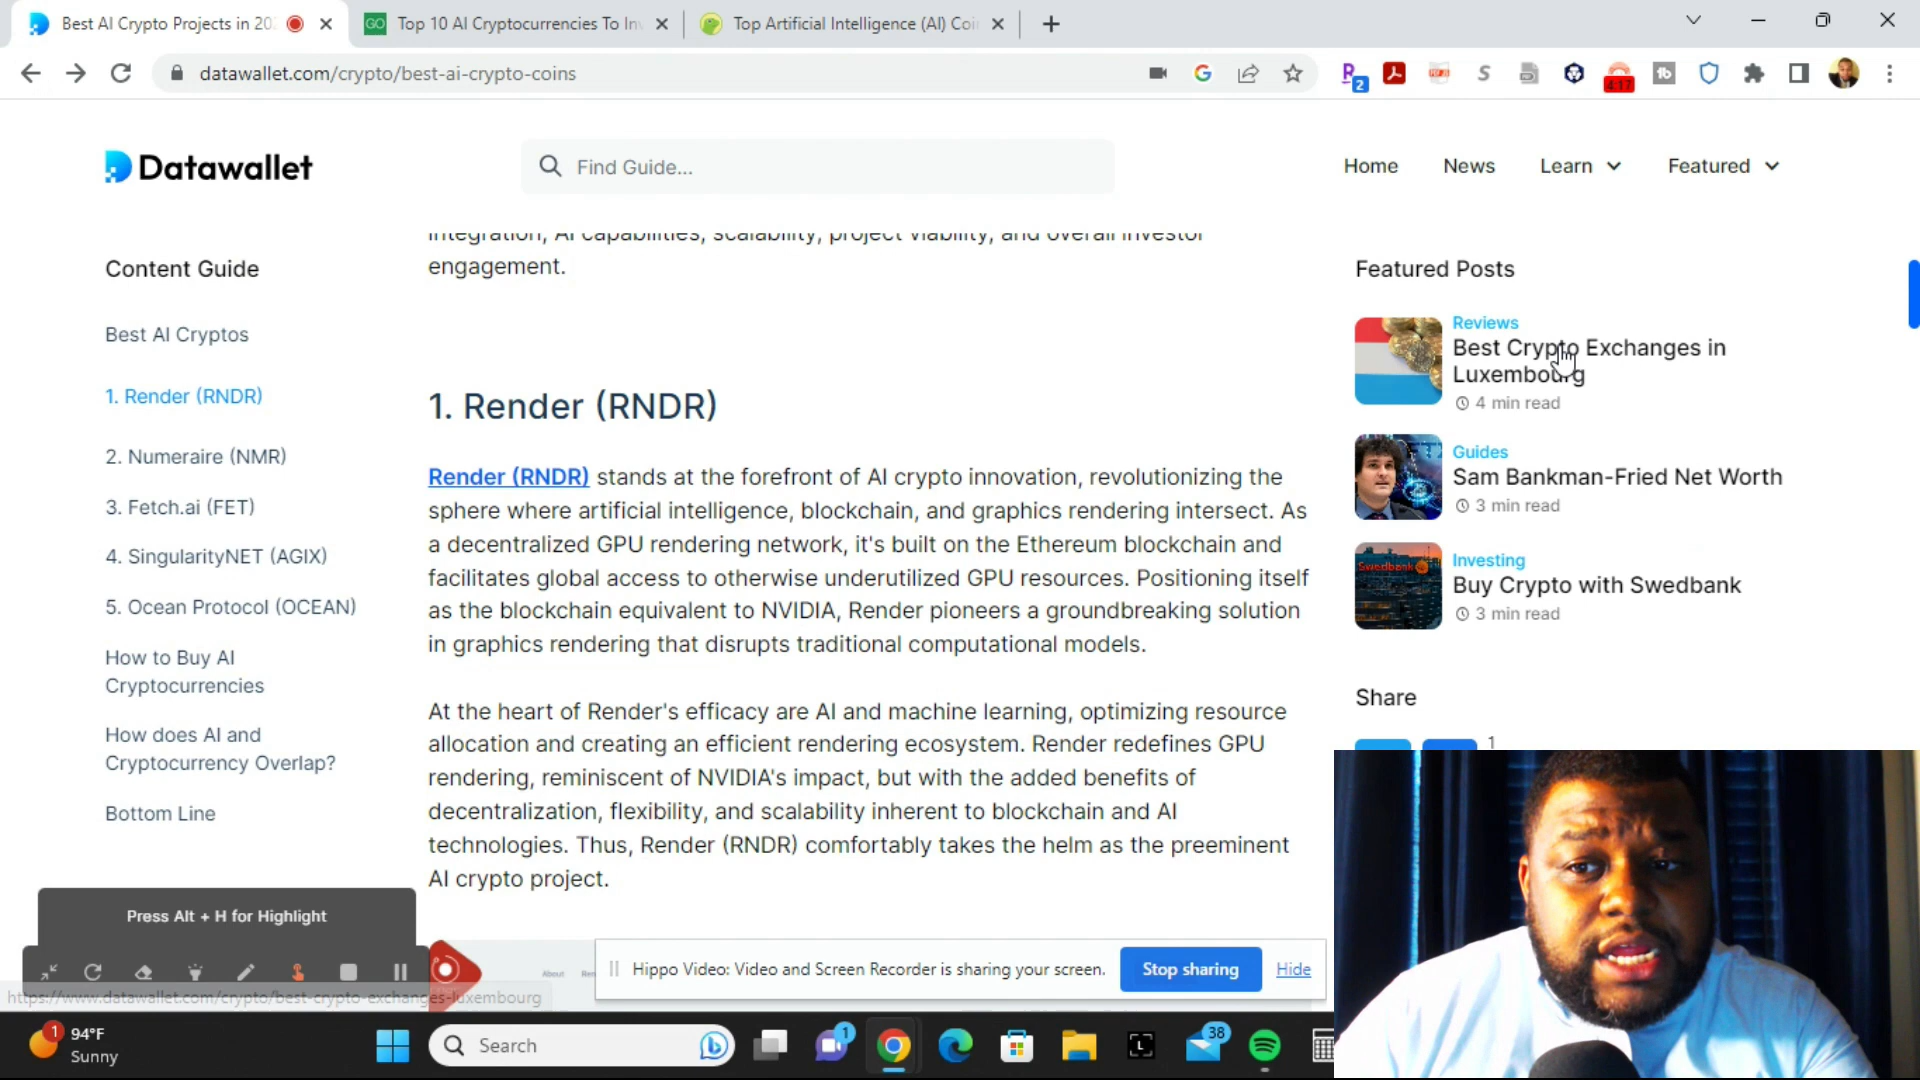 Best AI Crypto Projects in 20
Top 10 AI Cryptocurrencies To Inv
Top Artificial Intelligence (AI) Coi
datawallet.com/crypto/best-ai-crypto-coins
2
4:17
Datawallet
Find Guide...
Home
News
Learn
Featured
Content Guide
Best AI Cryptos
1. Render (RNDR)
2. Numeraire (NMR)
3. Fetch.ai (FET)
4. SingularityNET (AGIX)
5. Ocean Protocol (OCEAN)
How to Buy AI
Cryptocurrencies
How does AI and
Cryptocurrency Overlap?
Bottom Line
integration, AI capabilities, scalability, project viability, and overall investor
engagement.
1. Render (RNDR)
Render (RNDR) stands at the forefront of AI crypto innovation, revolutionizing the
sphere where artificial intelligence, blockchain, and graphics rendering intersect. As
a decentralized GPU rendering network, it's built on the Ethereum blockchain and
facilitates global access to otherwise underutilized GPU resources. Positioning itself
as the blockchain equivalent to NVIDIA, Render pioneers a groundbreaking solution
in graphics rendering that disrupts traditional computational models.
At the heart of Render's efficacy are AI and machine learning, optimizing resource
allocation and creating an efficient rendering ecosystem. Render redefines GPU
rendering, reminiscent of NVIDIA's impact, but with the added benefits of
decentralization, flexibility, and scalability inherent to blockchain and AI
technologies. Thus, Render (RNDR) comfortably takes the helm as the preeminent
AI crypto project.
Featured Posts
Reviews
Best Crypto Exchanges in
Luxembourg
4 min read
Guides
Sam Bankman-Fried Net Worth
3 min read
Swedbank
Investing
Buy Crypto with Swedbank
3 min read
Share
1
Press Alt + H for Highlight
About
Hippo Video: Video and Screen Recorder is sharing your screen.
Stop sharing
Hide
https://www.datawallet.com/crypto/best-crypto-exchanges-luxembourg
1
94°F
Sunny
Search
1
38